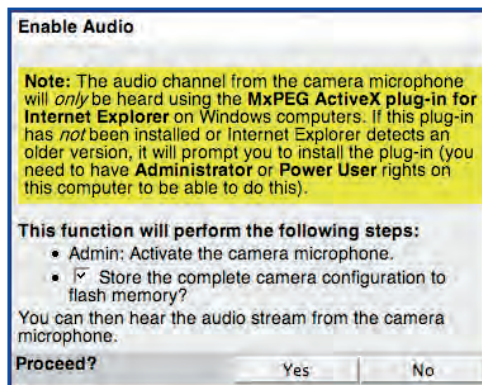 Enable Audio
Note: The audio channel from the camera microphone
will only be heard using the MxPEG ActiveX plug-in for
Internet Explorer on Windows computers. If this plug-in
has not been installed or Internet Explorer detects an
older version, it will prompt you to install the plug-in (you
need to have Administrator or Power User rights on
this computer to be able to do this).
This function will perform the following steps:
• Admin: Activate the camera microphone.
• Store the complete camera configuration to
flash memory?
You can then hear the audio stream from the camera
microphone.
Proceed? Yes No